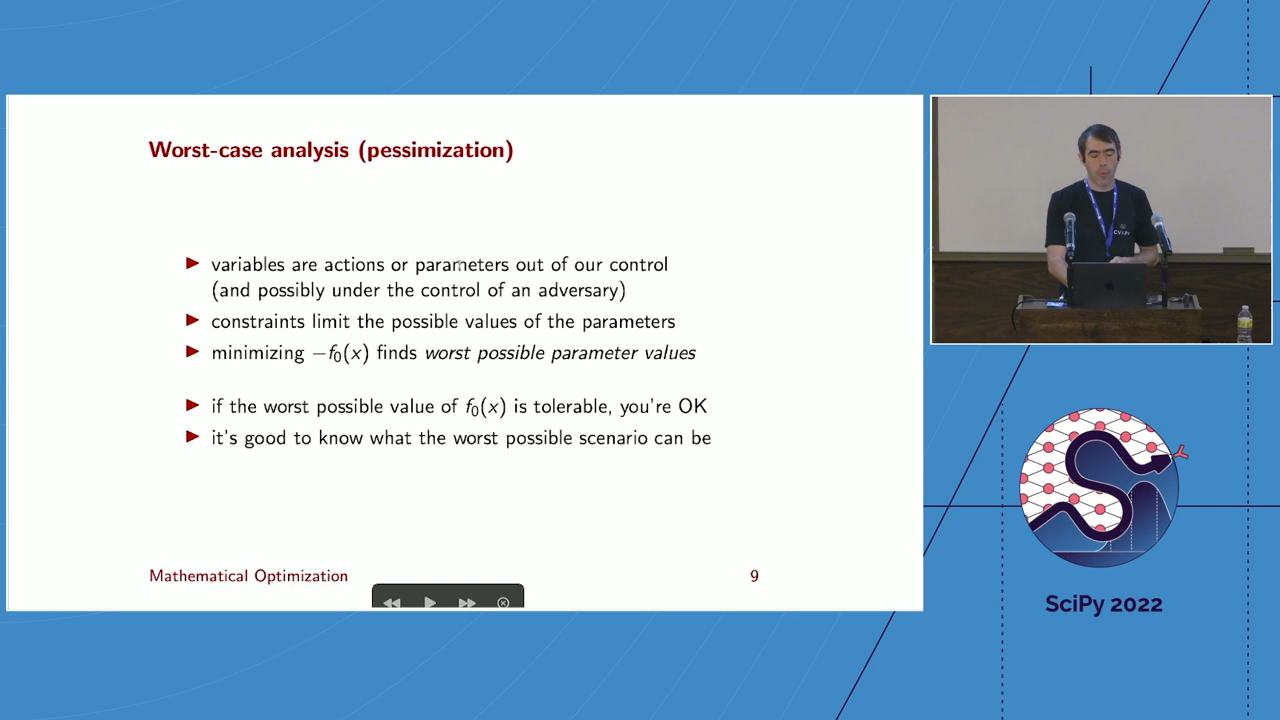 Worst-case analysis (pessimization)
▶ variables are actions or parameters out of our control
(and possibly under the control of an adversary)
▶ constraints limit the possible values of the parameters
▶ minimizing −f₀(x) finds worst possible parameter values
▶ if the worst possible value of f₀(x) is tolerable, you're OK
▶ it's good to know what the worst possible scenario can be
Mathematical Optimization 9
CVXPY
SciPy 2022